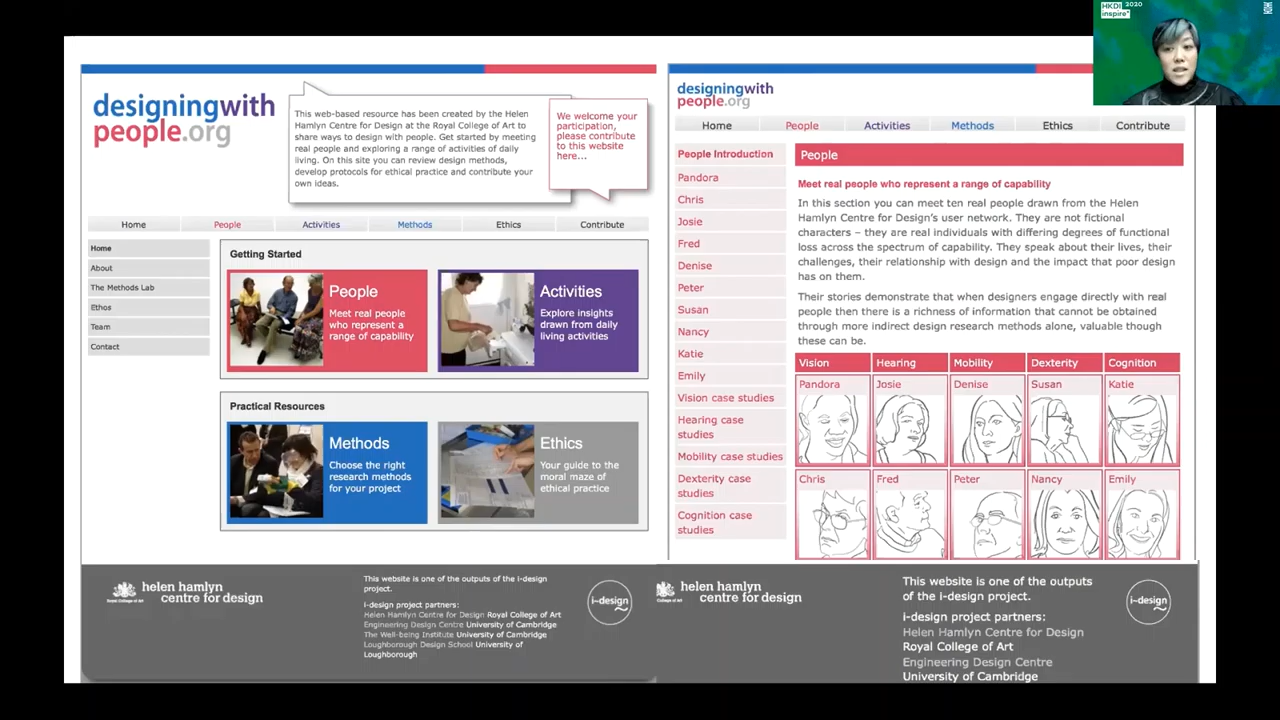 HKDI 2020
inspire*
designingwith
people.org
This web-based resource has been created by the Helen
Hamlyn Centre for Design at the Royal College of Art to
share ways to design with people. Get started by meeting
real people and exploring a range of activities of daily
living. On this site you can review design methods,
develop protocols for ethical practice and contribute your
own ideas.
We welcome your
participation,
please contribute
to this website
here...
Home People Activities Methods Ethics Contribute
Home
About
The Methods Lab
Ethos
Team
Contact
Getting Started
People
Meet real people
who represent a
range of capability
Activities
Explore insights
drawn from daily
living activities
Practical Resources
Methods
Choose the right
research methods
for your project
Ethics
Your guide to the
moral maze of
ethical practice
Royal College of Art
helen hamlyn
centre for design
This website is one of the outputs of the i-design
project.
i-design project partners:
Helen Hamlyn Centre for Design Royal College of Art
Engineering Design Centre University of Cambridge
The Well-being Institute University of Cambridge
Loughborough Design School University of
Loughborough
i-design
designingwith
people.org
Home People Activities Methods Ethics Contribute
People Introduction
Pandora
Chris
Josie
Fred
Denise
Peter
Susan
Nancy
Katie
Emily
Vision case studies
Hearing case
studies
Mobility case studies
Dexterity case
studies
Cognition case
studies
People
Meet real people who represent a range of capability
In this section you can meet ten real people drawn from the Helen
Hamlyn Centre for Design's user network. They are not fictional
characters – they are real individuals with differing degrees of functional
loss across the spectrum of capability. They speak about their lives, their
challenges, their relationship with design and the impact that poor design
has on them.
Their stories demonstrate that when designers engage directly with real
people then there is a richness of information that cannot be obtained
through more indirect design research methods alone, valuable though
these can be.
Vision Hearing Mobility Dexterity Cognition
Pandora Josie Denise Susan Katie
Chris Fred Peter Nancy Emily
Royal College of Art
helen hamlyn
centre for design
This website is one of the outputs
of the i-design project.
i-design project partners:
Helen Hamlyn Centre for Design
Royal College of Art
Engineering Design Centre
University of Cambridge
i-design